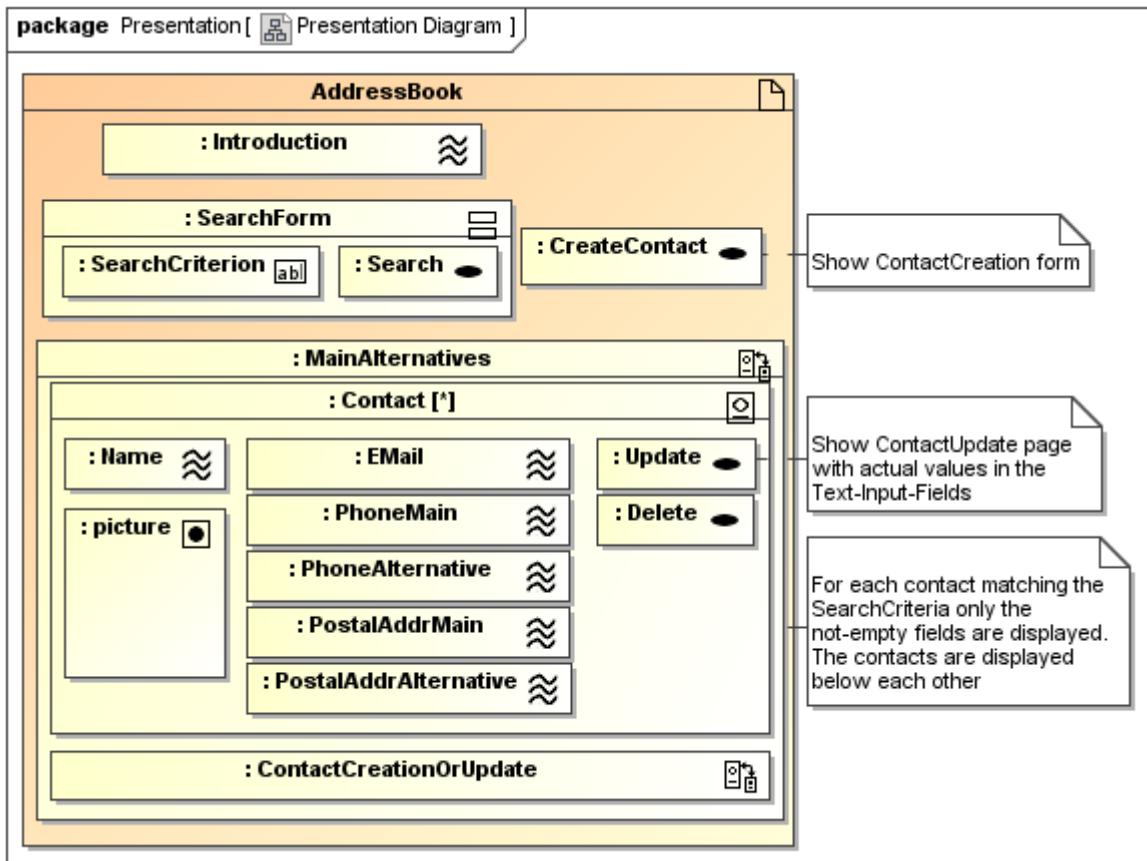 package Presentation [ Presentation Diagram ]
AddressBook
: Introduction
: SearchForm
: SearchCriterion ab|
: Search
: CreateContact
Show ContactCreation form
: MainAlternatives
: Contact [*]
: Name
: EMail
: Update
Show ContactUpdate page
with actual values in the
Text-Input-Fields
: picture
: PhoneMain
: Delete
: PhoneAlternative
: PostalAddrMain
: PostalAddrAlternative
For each contact matching the
SearchCriteria only the
not-empty fields are displayed.
The contacts are displayed
below each other
: ContactCreationOrUpdate